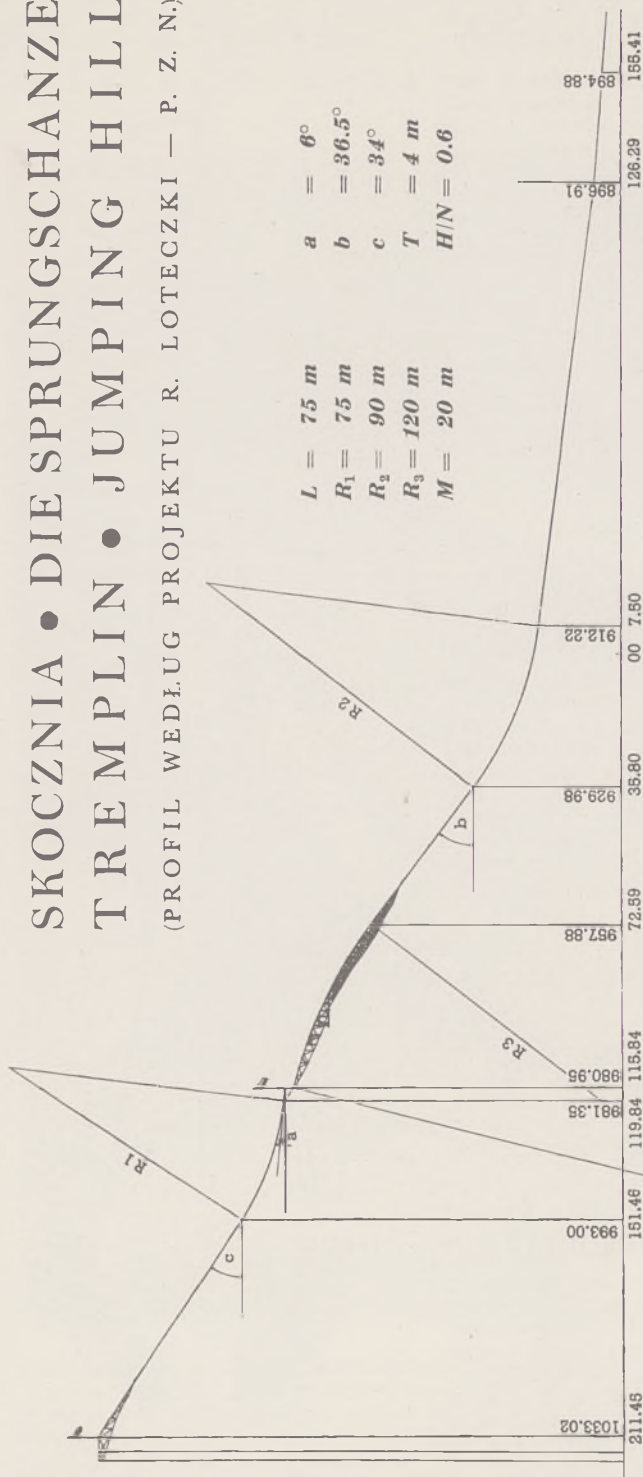 SKOCZNIA • DIE SPRUNGSCHANZE
TREMPLIN • JUMPING HILL
(PROFIL WEDŁUG PROJEKTU R. LOTECZKI — P. Z. N.)
L = 75 m a = 6°
R₁ = 75 m b = 36.5°
R₂ = 90 m c = 34°
R₃ = 120 m T = 4 m
M = 20 m H/N = 0.6
R1
R2
R3
a
b
c
1033.02
993.00
981.35
980.95
957.88
929.98
912.22
896.91
894.88
211.46
151.46
119.84
115.84
72.59
35.80
00
7.50
126.29
155.41